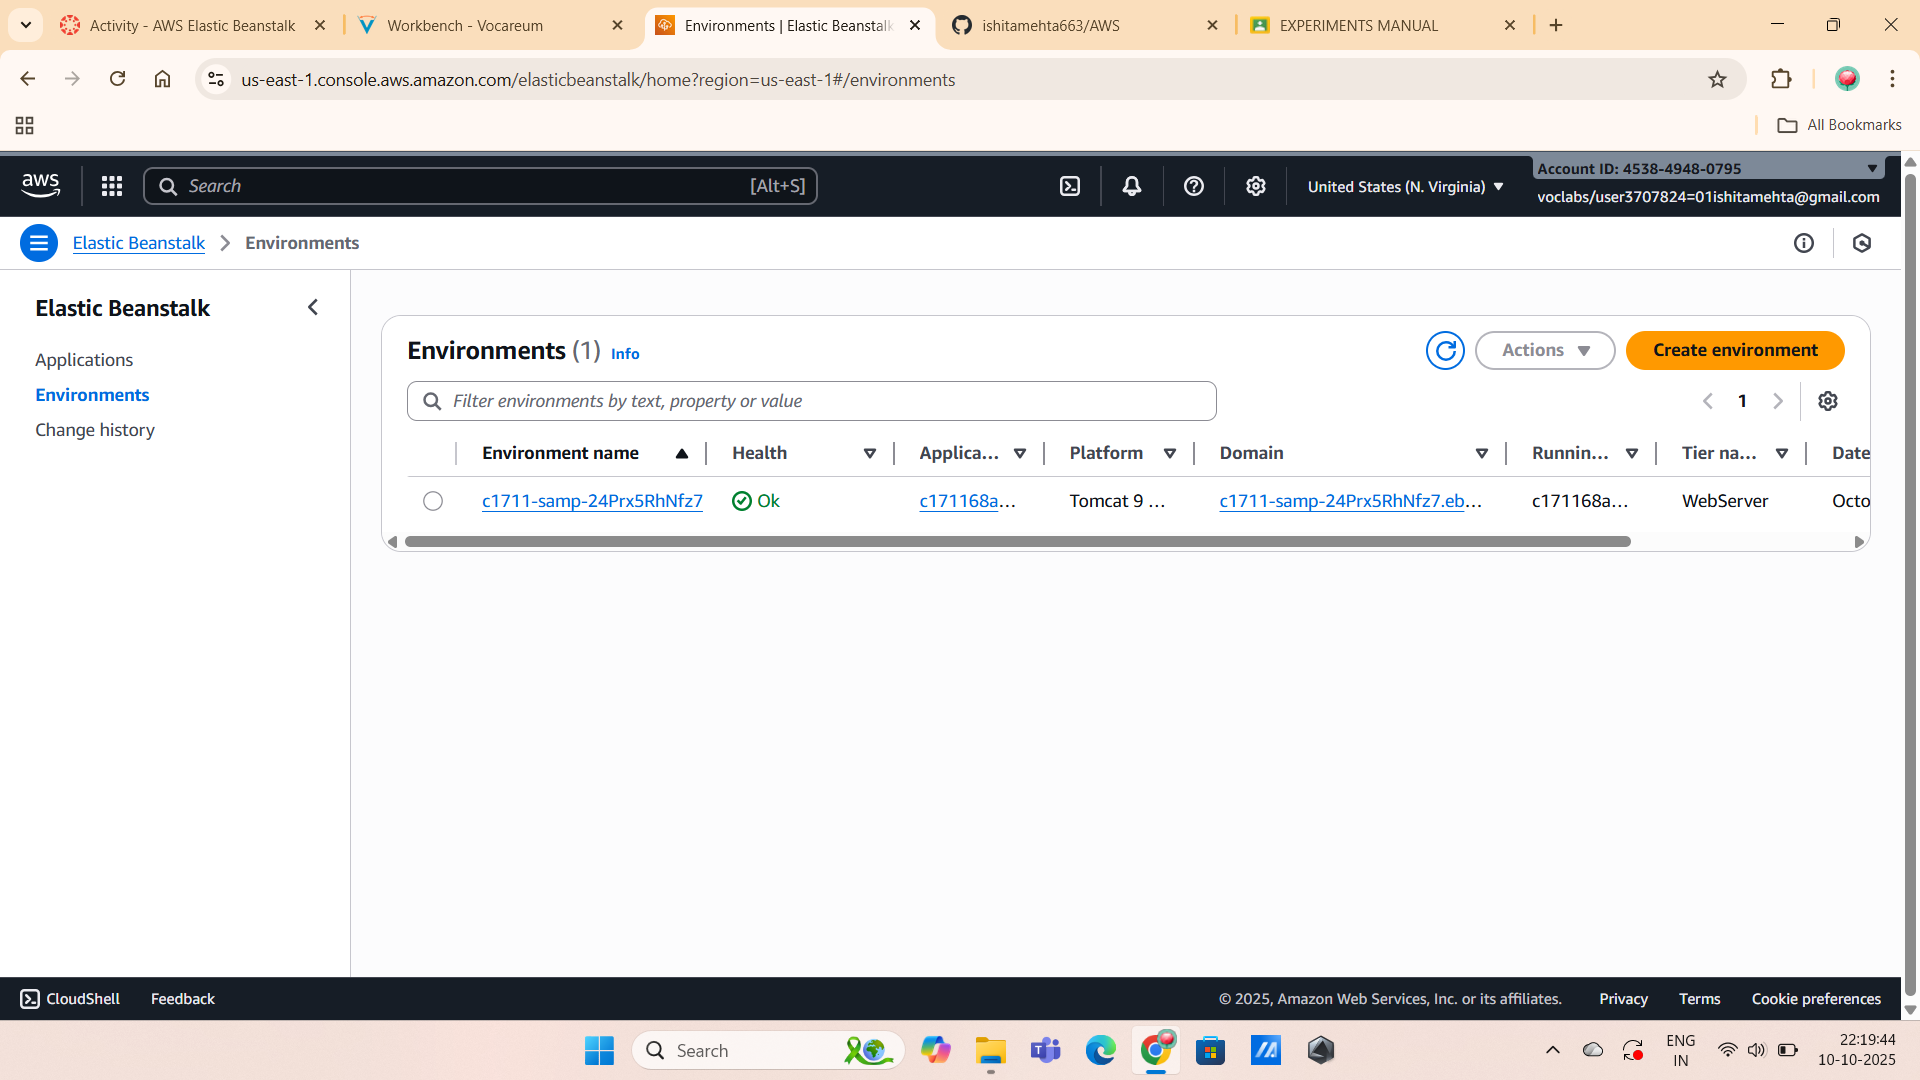 Activity - AWS Elastic Beanstalk
Workbench - Vocareum
Environments | Elastic Beanstalk
ishitamehta663/AWS
EXPERIMENTS MANUAL
us-east-1.console.aws.amazon.com/elasticbeanstalk/home?region=us-east-1#/environments
All Bookmarks
aws
Search
[Alt+S]
United States (N. Virginia)
Account ID: 4538-4948-0795
voclabs/user3707824=01ishitamehta@gmail.com
Elastic Beanstalk
Environments
Elastic Beanstalk
Applications
Environments
Change history
Environments (1) Info
Actions
Create environment
Filter environments by text, property or value
1
Environment name Health Applica... Platform Domain Runnin... Tier na... Date
c1711-samp-24Prx5RhNfz7 Ok c171168a... Tomcat 9 ... c1711-samp-24Prx5RhNfz7.eb... c171168a... WebServer Octo
CloudShell Feedback © 2025, Amazon Web Services, Inc. or its affiliates. Privacy Terms Cookie preferences
Search
ENG
IN
22:19:44
10-10-2025